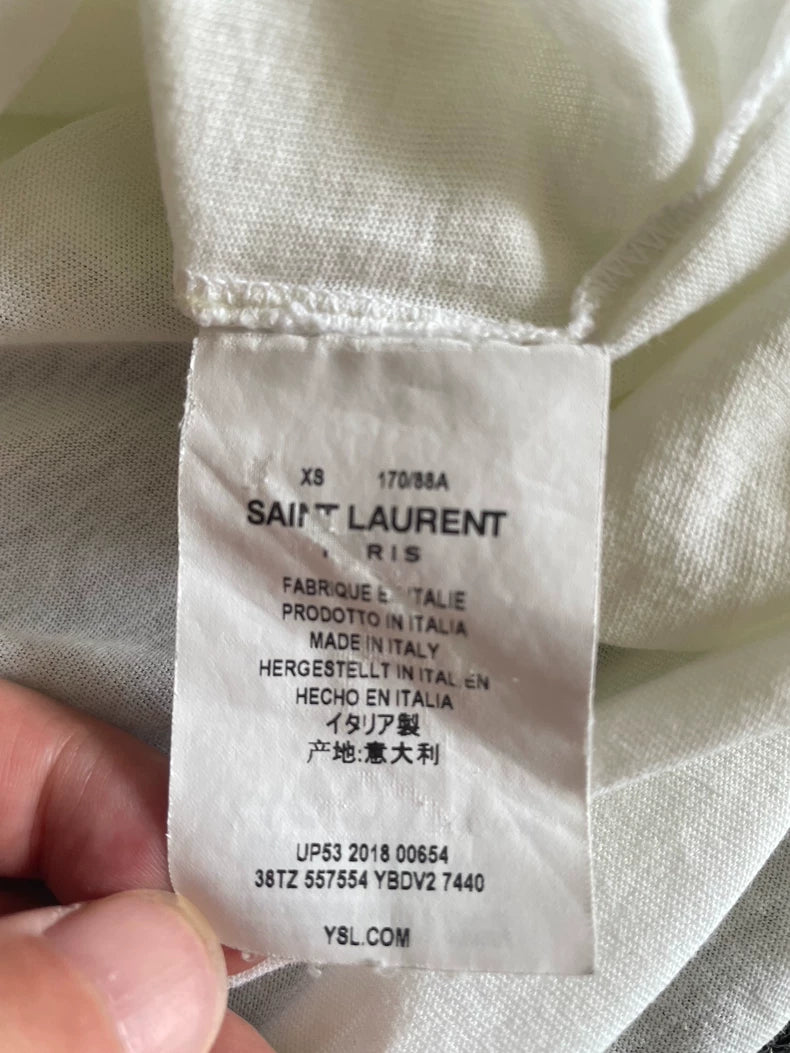 XS 170/88A
SAINT LAURENT
FABRIQUE ITALIE
PRODOTTO IN ITALIA
MADE IN ITALY
HERGESTELLT IN ITALIEN
HECHO EN ITALIA
イタリア製
产地:意大利
UP53 2018 00654
38TZ 557554 YBDV2 7440
YSL.COM